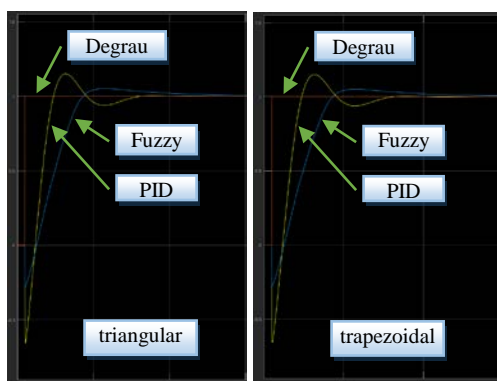 Degrau
Fuzzy
PID
triangular
Degrau
Fuzzy
PID
trapezoidal